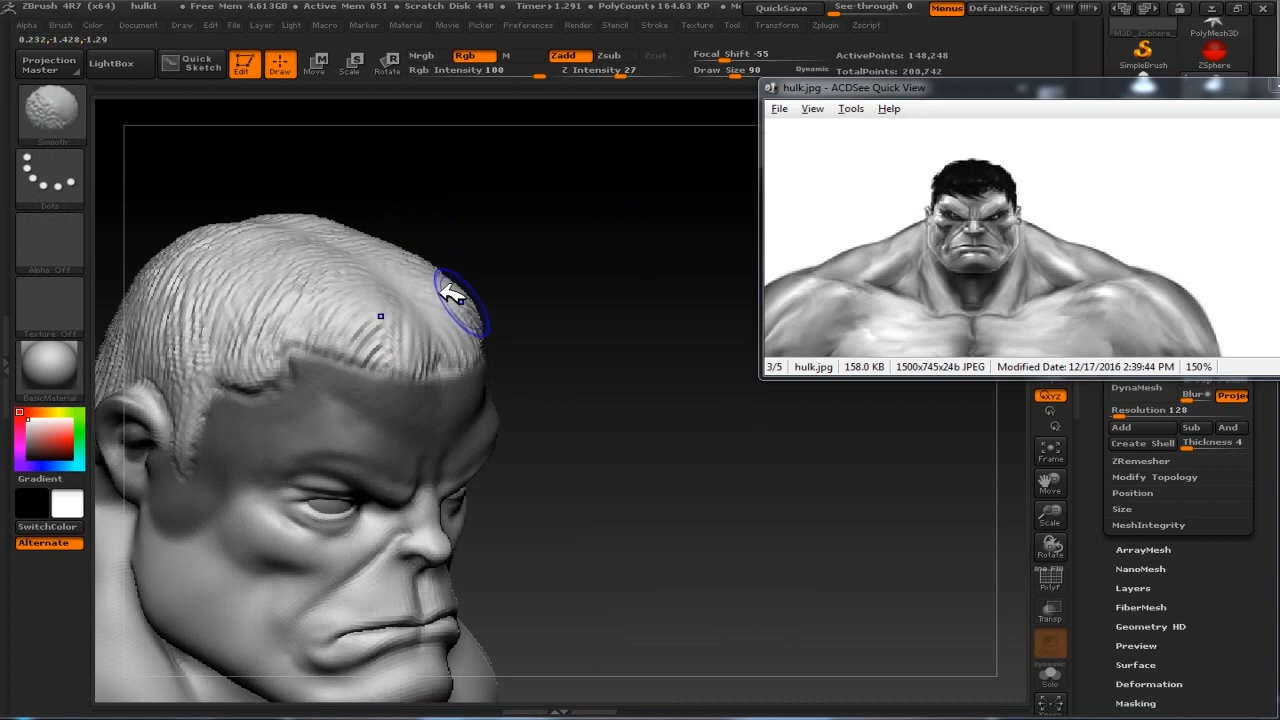 ZBrush 4R7 (x64) hulk1 • Free Mem 4.613GB • Active Mem 651 • Scratch Disk 448 • Timer▸1.291 • PolyCount▸164.63 KP • QuickSave See-through 0 Menus DefaultZScript
Alpha Brush Color Document Draw Edit File Layer Light Macro Marker Material Movie Picker Preferences Render Stencil Stroke Texture Tool Transform Zplugin Zscript
0.232,-1.428,-1.29
Projection Master
LightBox
Quick Sketch
Edit
Draw
Move
Scale
Rotate
Mrgb Rgb M
Rgb Intensity 100
Zadd Zsub Zcut
Z Intensity 27
Focal Shift -55
Draw Size 90 Dynamic
ActivePoints: 148,248
TotalPoints: 200,742
PolyMesh3D
SimpleBrush
ZSphere
hulk.jpg - ACDSee Quick View
File View Tools Help
3/5 hulk.jpg 158.0 KB 1500x745x24b JPEG Modified Date: 12/17/2016 2:39:44 PM 150%
Smooth
Dots
Alpha Off
Texture Off
BasicMaterial
Gradient
SwitchColor
Alternate
XYZ
Frame
Move
Scale
Rotate
PolyF
Transp
Dynamic
Solo
DynaMesh
Blur
Resolution 128
Add Sub And
Create Shell Thickness 4
ZRemesher
Modify Topology
Position
Size
MeshIntegrity
ArrayMesh
NanoMesh
Layers
FiberMesh
Geometry HD
Preview
Surface
Deformation
Masking